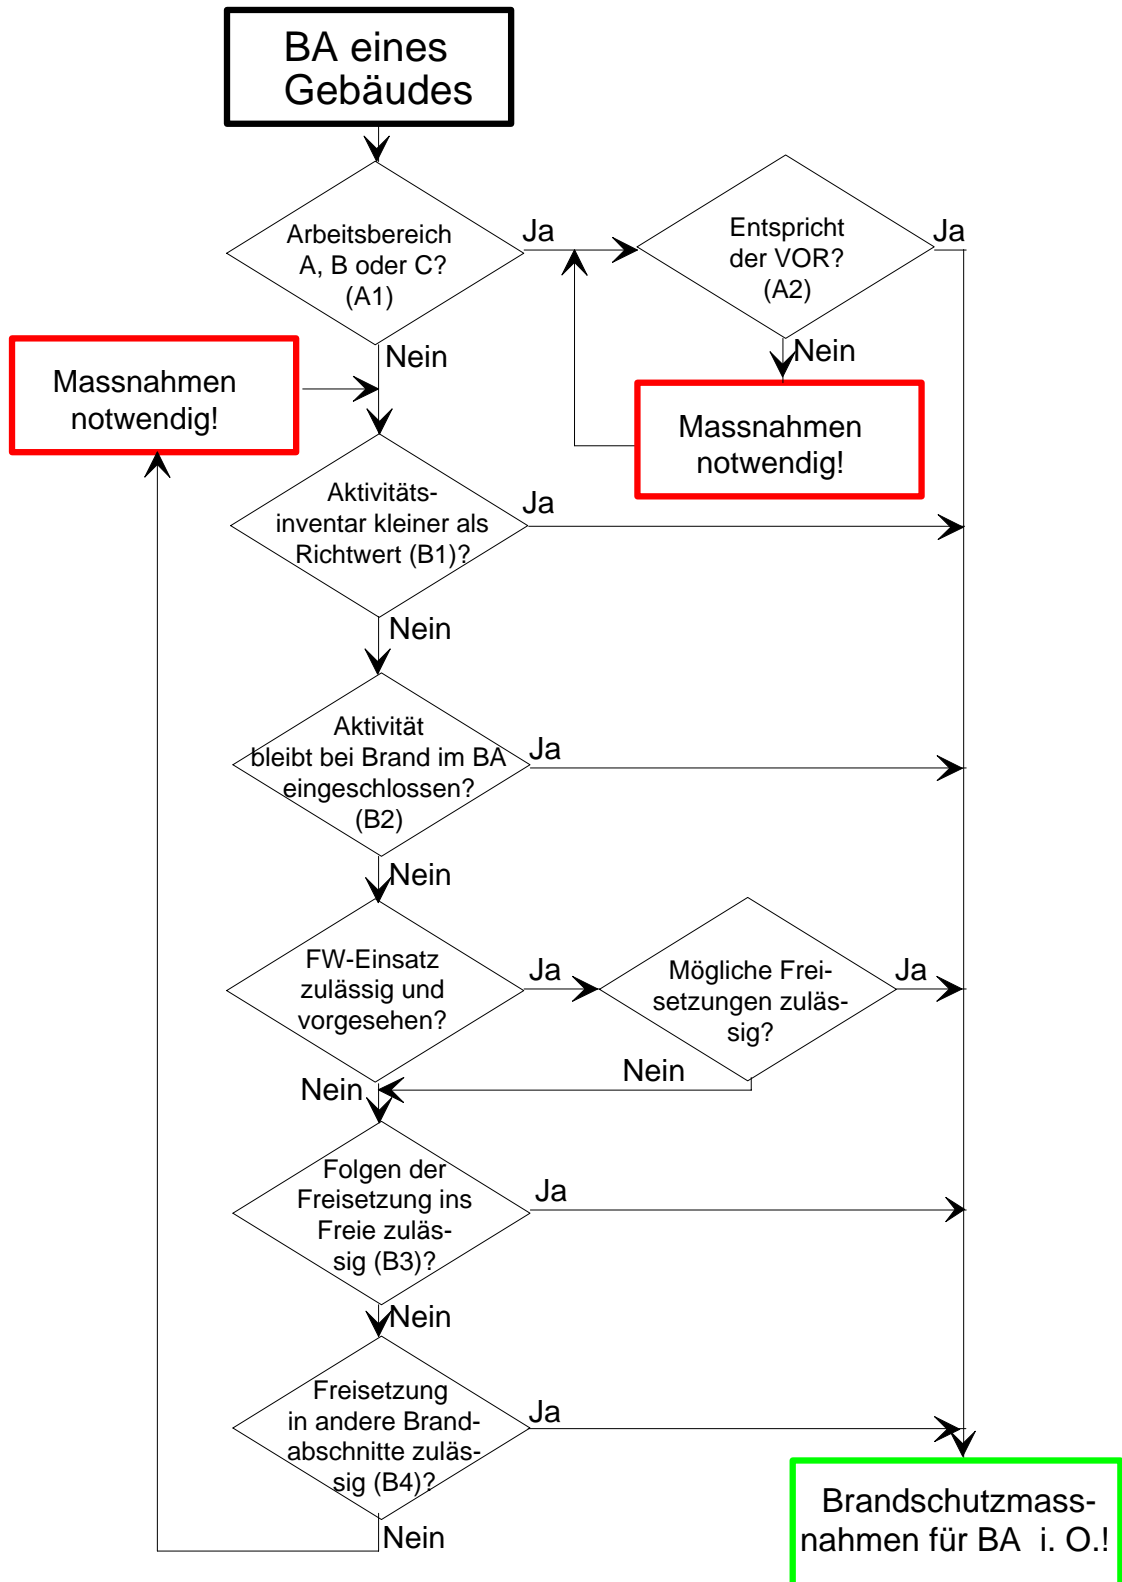 BA eines
Gebäudes
Arbeitsbereich
A, B oder C?
(A1)
Ja
Entspricht
der VOR?
(A2)
Ja
Nein
Nein
Massnahmen
notwendig!
Massnahmen
notwendig!
Aktivitäts-
inventar kleiner als
Richtwert (B1)?
Ja
Nein
Aktivität
bleibt bei Brand im BA
eingeschlossen?
(B2)
Ja
Nein
FW-Einsatz
zulässig und
vorgesehen?
Ja
Mögliche Frei-
setzungen zuläs-
sig?
Ja
Nein
Nein
Folgen der
Freisetzung ins
Freie zuläs-
sig (B3)?
Ja
Nein
Freisetzung
in andere Brand-
abschnitte zuläs-
sig (B4)?
Ja
Nein
Brandschutzmass-
nahmen für BA i. O.!